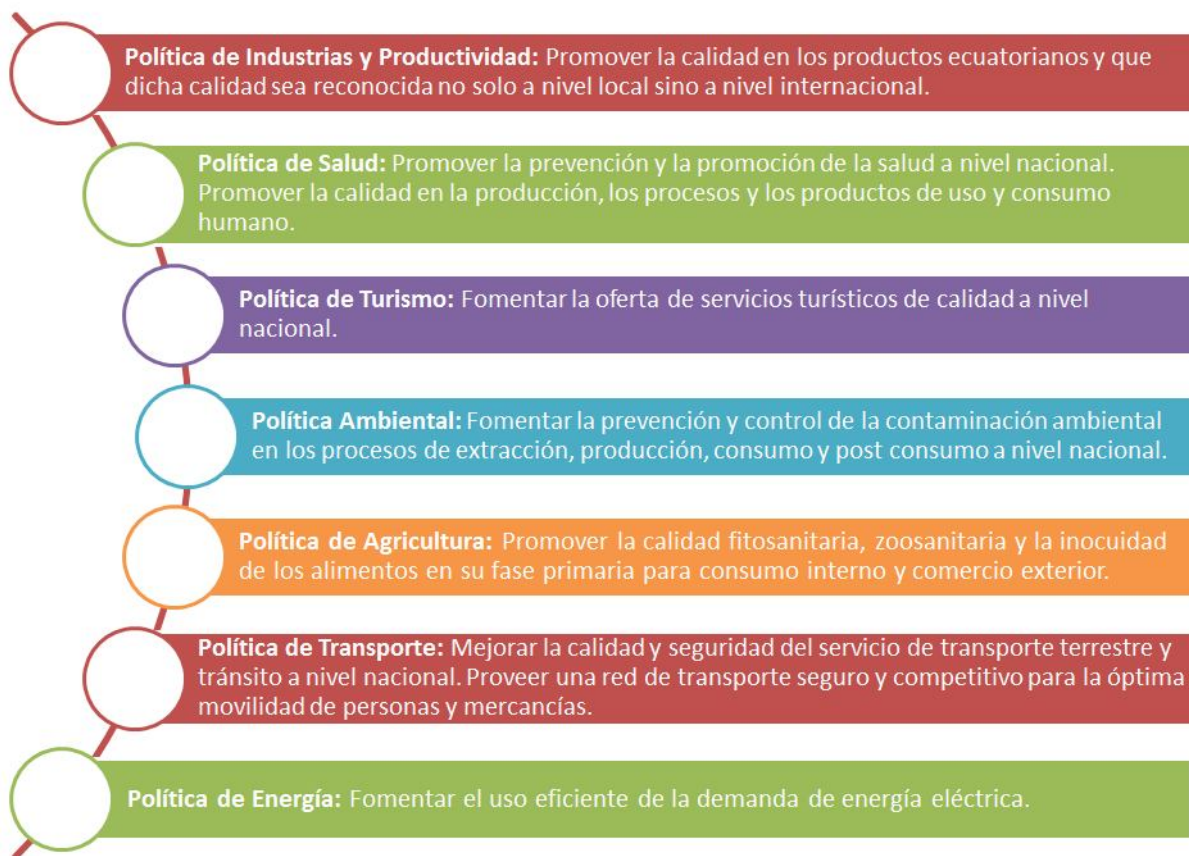 Política de Industrias y Productividad: Promover la calidad en los productos ecuatorianos y que
dicha calidad sea reconocida no solo a nivel local sino a nivel internacional.
Política de Salud: Promover la prevención y la promoción de la salud a nivel nacional.
Promover la calidad en la producción, los procesos y los productos de uso y consumo
humano.
Política de Turismo: Fomentar la oferta de servicios turísticos de calidad a nivel
nacional.
Política Ambiental: Fomentar la prevención y control de la contaminación ambiental
en los procesos de extracción, producción, consumo y post consumo a nivel nacional.
Política de Agricultura: Promover la calidad fitosanitaria, zoosanitaria y la inocuidad
de los alimentos en su fase primaria para consumo interno y comercio exterior.
Política de Transporte: Mejorar la calidad y seguridad del servicio de transporte terrestre y
tránsito a nivel nacional. Proveer una red de transporte seguro y competitivo para la óptima
movilidad de personas y mercancías.
Política de Energía: Fomentar el uso eficiente de la demanda de energía eléctrica.